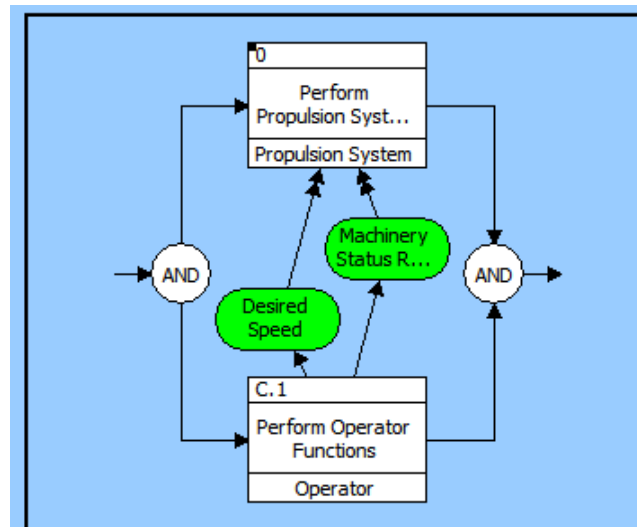 0
Perform
Propulsion Syst...
Propulsion System
Machinery
Status R...
AND
AND
Desired
Speed
C.1
Perform Operator
Functions
Operator